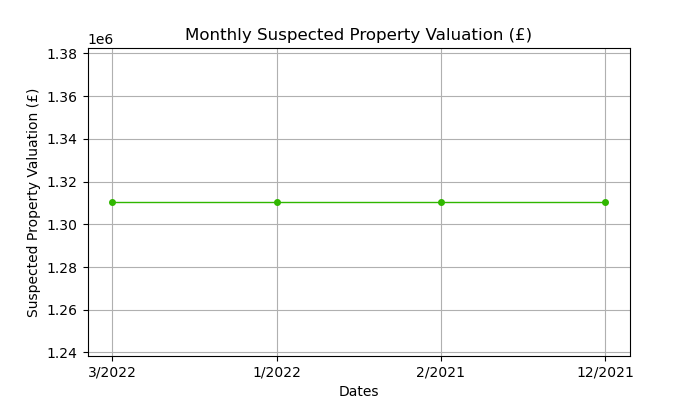 Monthly Suspected Property Valuation (£)
1e6
1.38
1.36
1.34
1.32
1.30
1.28
1.26
1.24
Suspected Property Valuation (£)
3/2022 1/2022 2/2021 12/2021
Dates